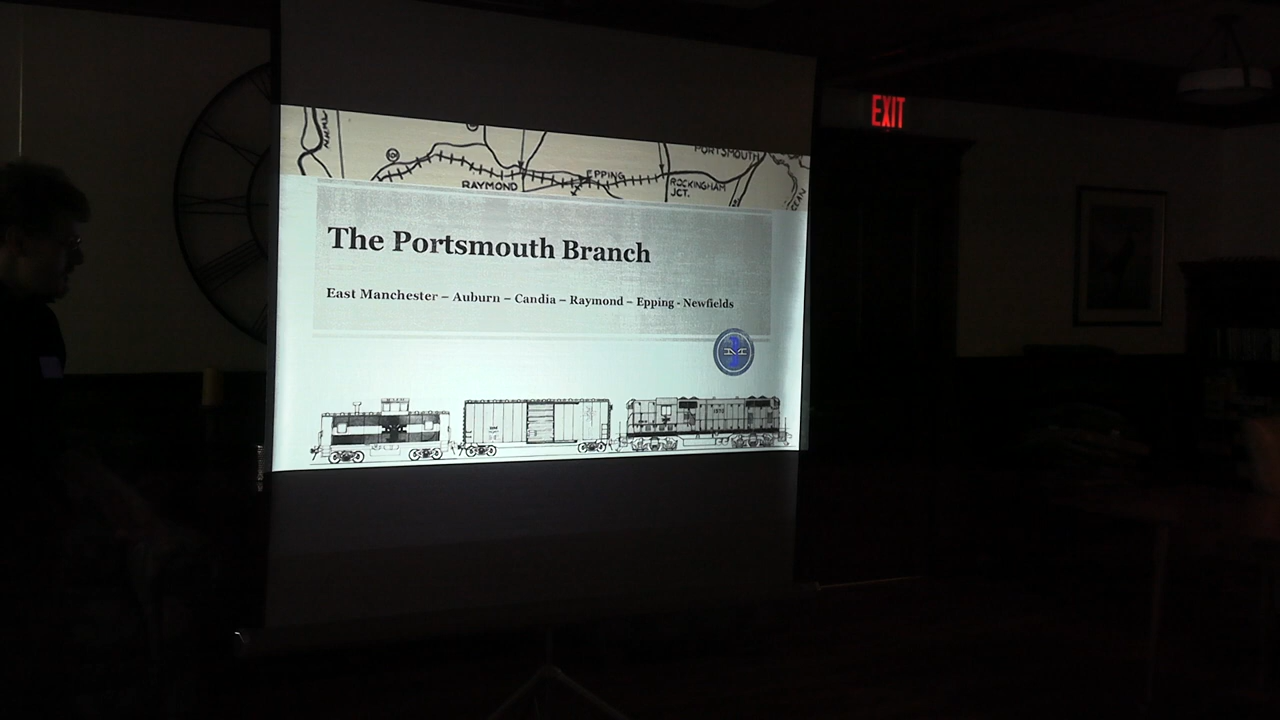 EXIT
PORTSMOUTH
EPPING
RAYMOND
ROCKINGHAM
JCT.
The Portsmouth Branch
East Manchester – Auburn – Candia – Raymond – Epping - Newfields